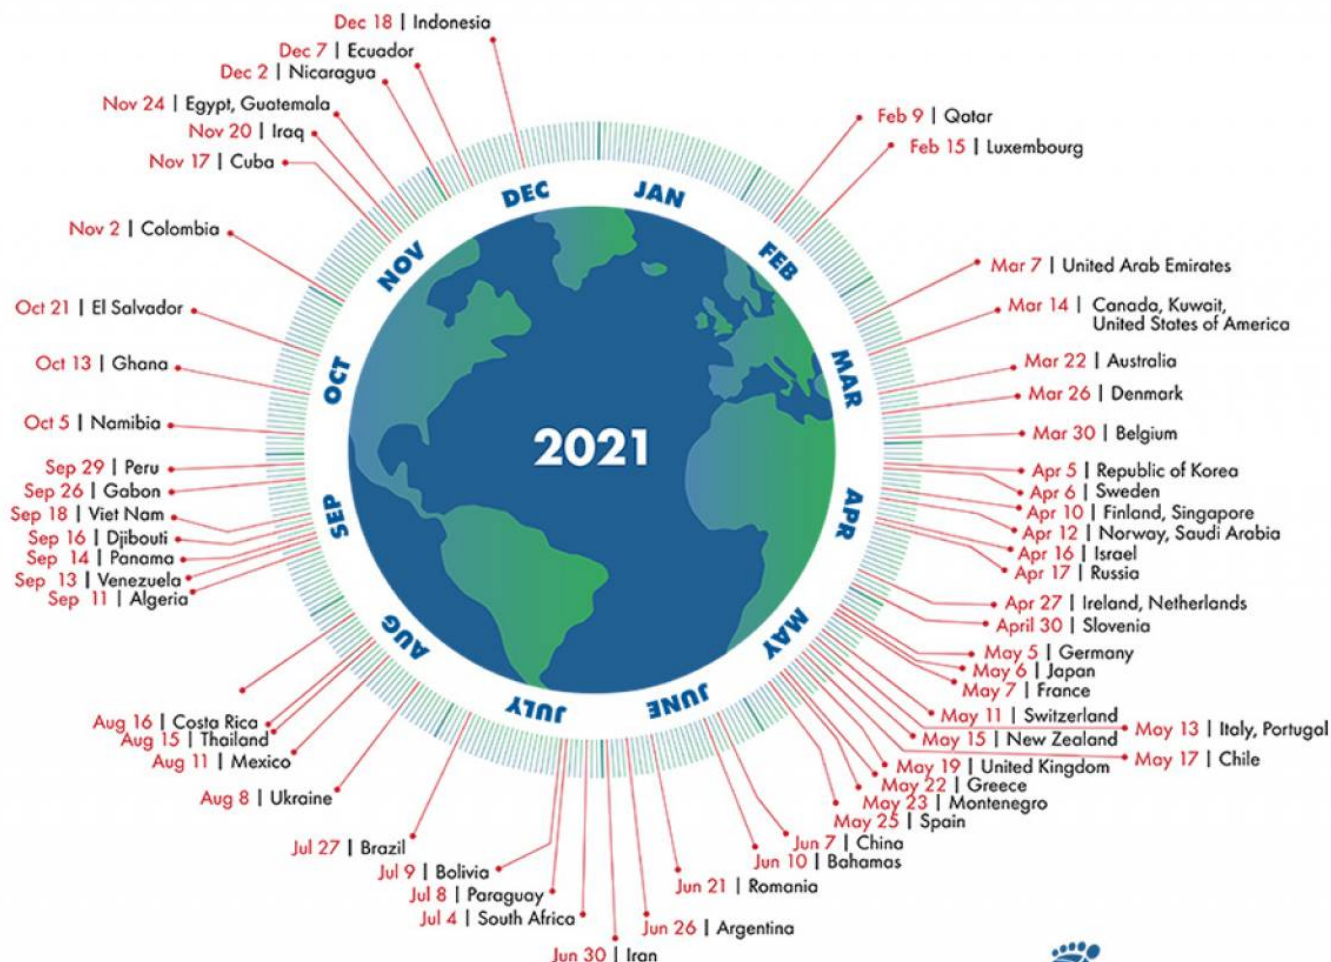 Dec 18 | Indonesia
Dec 7 | Ecuador
Dec 2 | Nicaragua
Nov 24 | Egypt, Guatemala
Nov 20 | Iraq
Nov 17 | Cuba
Nov 2 | Colombia
Oct 21 | El Salvador
Oct 13 | Ghana
Oct 5 | Namibia
Sep 29 | Peru
Sep 26 | Gabon
Sep 18 | Viet Nam
Sep 16 | Djibouti
Sep 14 | Panama
Sep 13 | Venezuela
Sep 11 | Algeria
Aug 16 | Costa Rica
Aug 15 | Thailand
Aug 11 | Mexico
Aug 8 | Ukraine
Jul 27 | Brazil
Jul 9 | Bolivia
Jul 8 | Paraguay
Jul 4 | South Africa
Jun 30 | Iran
Feb 9 | Qatar
Feb 15 | Luxembourg
Mar 7 | United Arab Emirates
Mar 14 | Canada, Kuwait,
United States of America
Mar 22 | Australia
Mar 26 | Denmark
Mar 30 | Belgium
Apr 5 | Republic of Korea
Apr 6 | Sweden
Apr 10 | Finland, Singapore
Apr 12 | Norway, Saudi Arabia
Apr 16 | Israel
Apr 17 | Russia
Apr 27 | Ireland, Netherlands
April 30 | Slovenia
May 5 | Germany
May 6 | Japan
May 7 | France
May 11 | Switzerland
May 13 | Italy, Portugal
May 15 | New Zealand
May 17 | Chile
May 19 | United Kingdom
May 22 | Greece
May 23 | Montenegro
May 25 | Spain
Jun 7 | China
Jun 10 | Bahamas
Jun 21 | Romania
Jun 26 | Argentina
JAN
FEB
MAR
APR
MAY
JUNE
JULY
AUG
SEP
OCT
NOV
DEC
2021